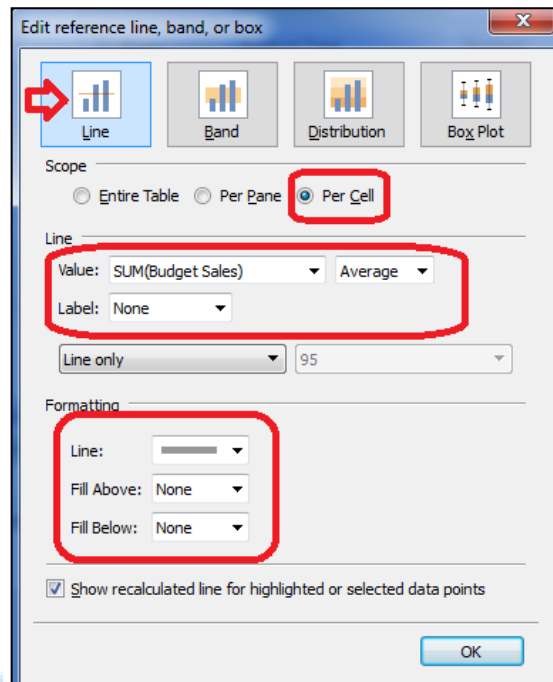 Edit reference line, band, or box
Line Band Distribution Box Plot
Scope
Entire Table Per Pane Per Cell
Line
Value: SUM(Budget Sales) Average
Label: None
Line only 95
Formatting
Line:
Fill Above: None
Fill Below: None
Show recalculated line for highlighted or selected data points
OK